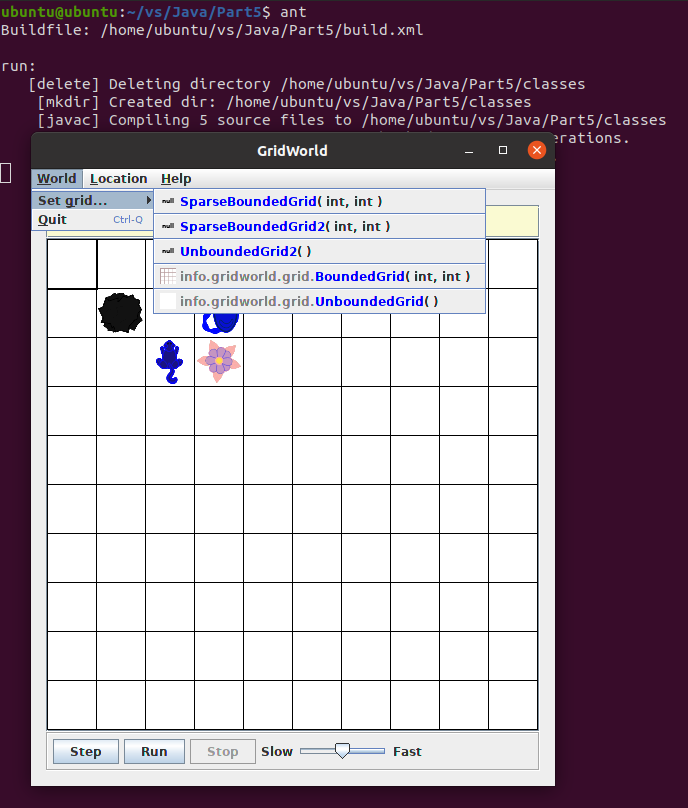 ubuntu@ubuntu:~/vs/Java/Part5$ ant
Buildfile: /home/ubuntu/vs/Java/Part5/build.xml
run:
[delete] Deleting directory /home/ubuntu/vs/Java/Part5/classes
[mkdir] Created dir: /home/ubuntu/vs/Java/Part5/classes
[javac] Compiling 5 source files to /home/ubuntu/vs/Java/Part5/classes
erations.
GridWorld
World Location Help
Set grid...
Quit Ctrl-Q
null SparseBoundedGrid( int, int )
null SparseBoundedGrid2( int, int )
null UnboundedGrid2( )
info.gridworld.grid.BoundedGrid( int, int )
info.gridworld.grid.UnboundedGrid( )
Step Run Stop Slow Fast